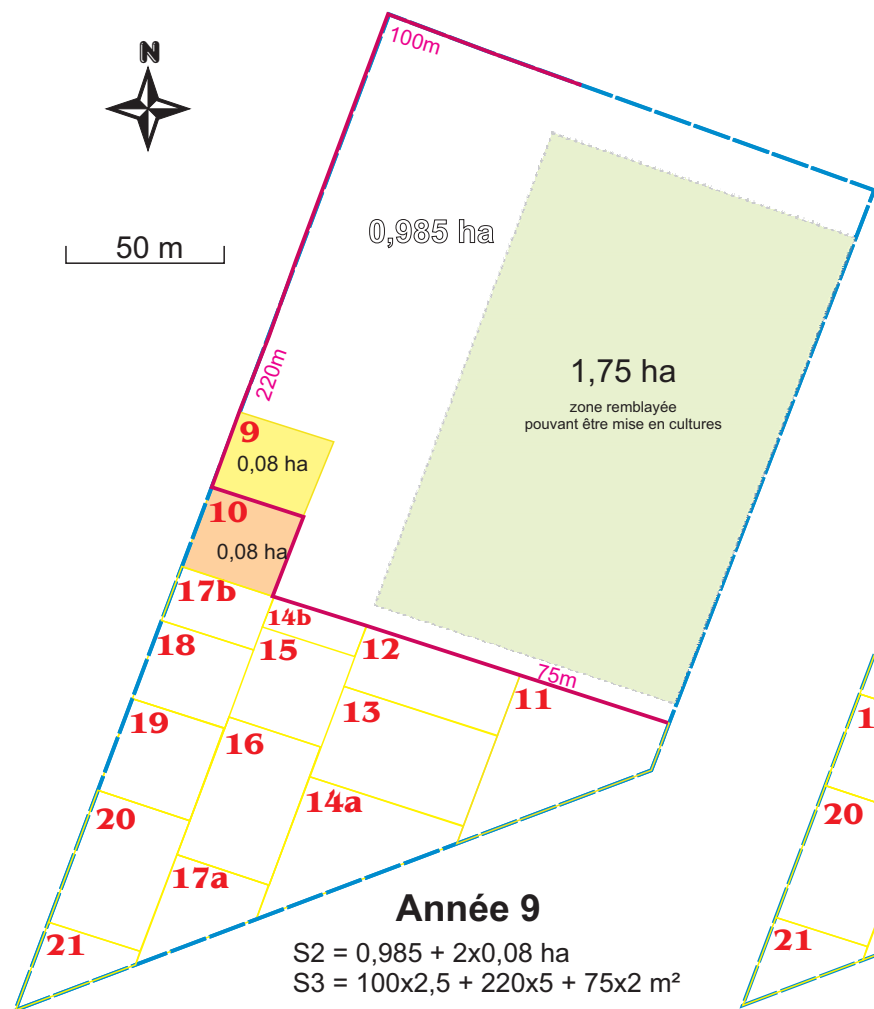 N
100m
50 m
0,985 ha
220m
1,75 ha
zone remblayée
pouvant être mise en cultures
9
0,08 ha
10
0,08 ha
17b
14b
18
15
12
75m
11
13
19
16
14a
20
17a
21
Année 9
S2 = 0,985 + 2x0,08 ha
S3 = 100x2,5 + 220x5 + 75x2 m²
20
21